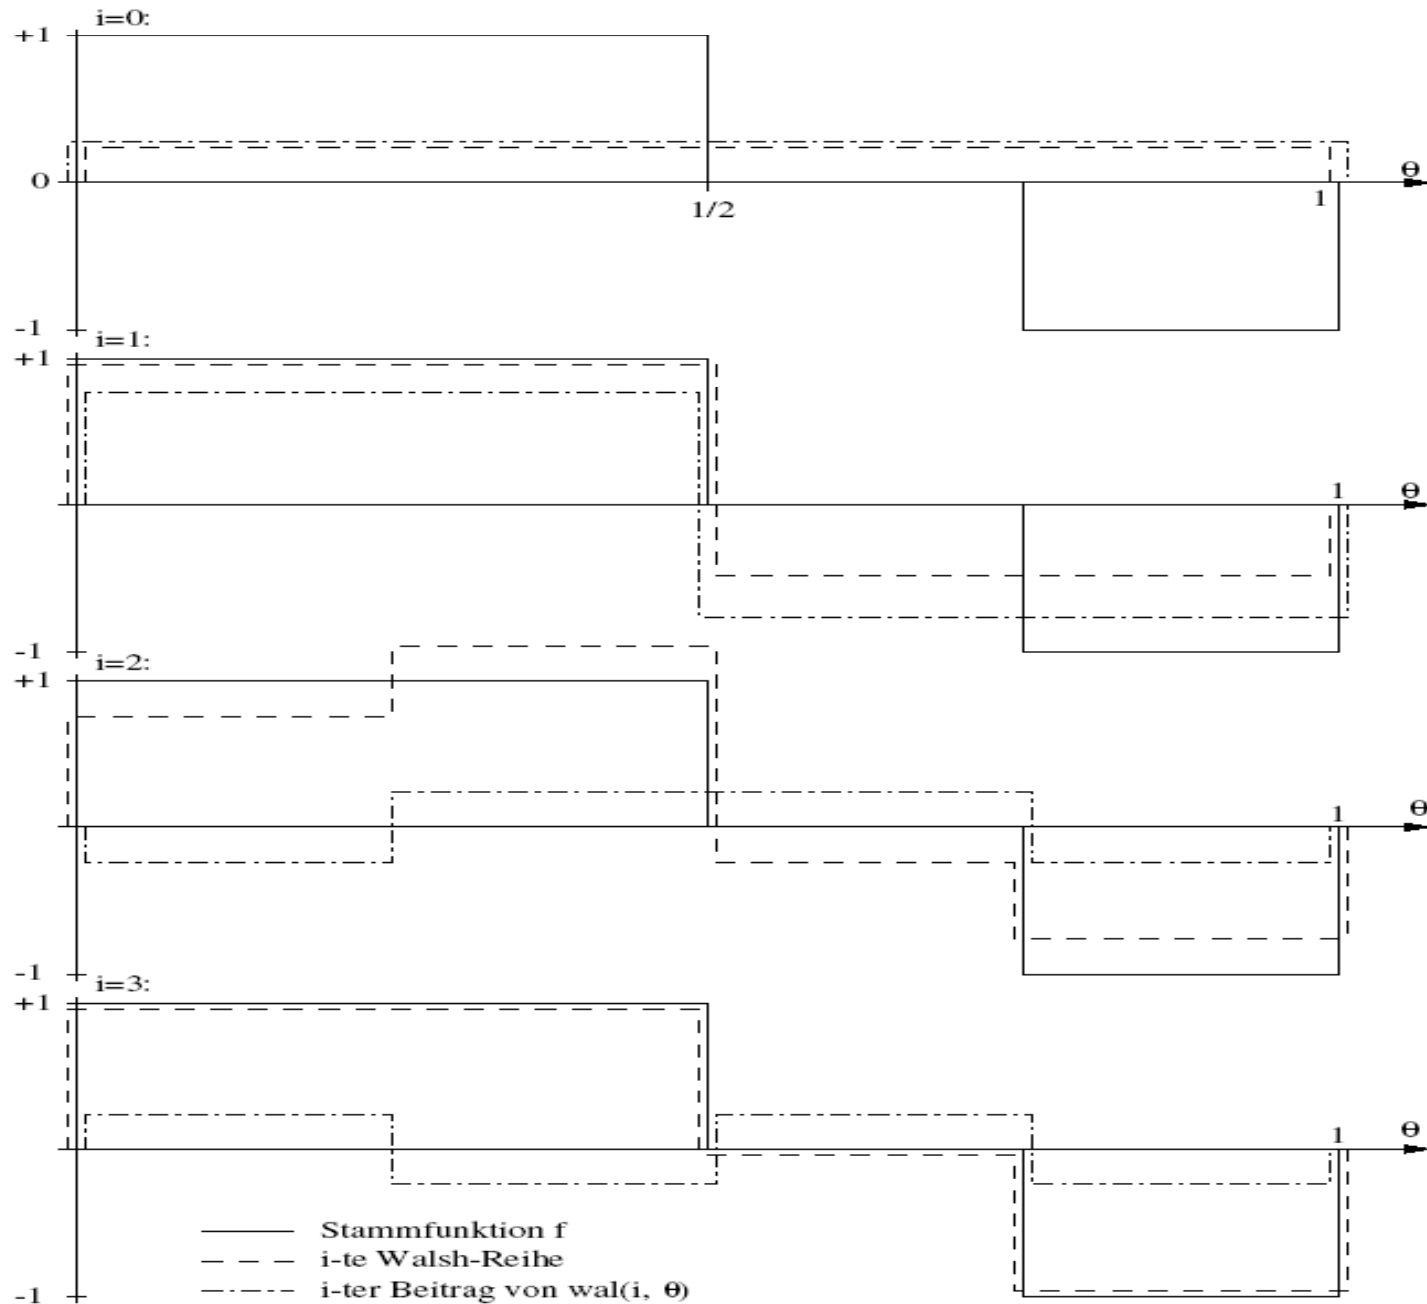 i=0:
+1
0
θ
1/2
1
-1
i=1:
+1
1
θ
-1
i=2:
+1
1
θ
-1
i=3:
+1
1
θ
Stammfunktion f
i-te Walsh-Reihe
i-ter Beitrag von wal(i, θ)
-1